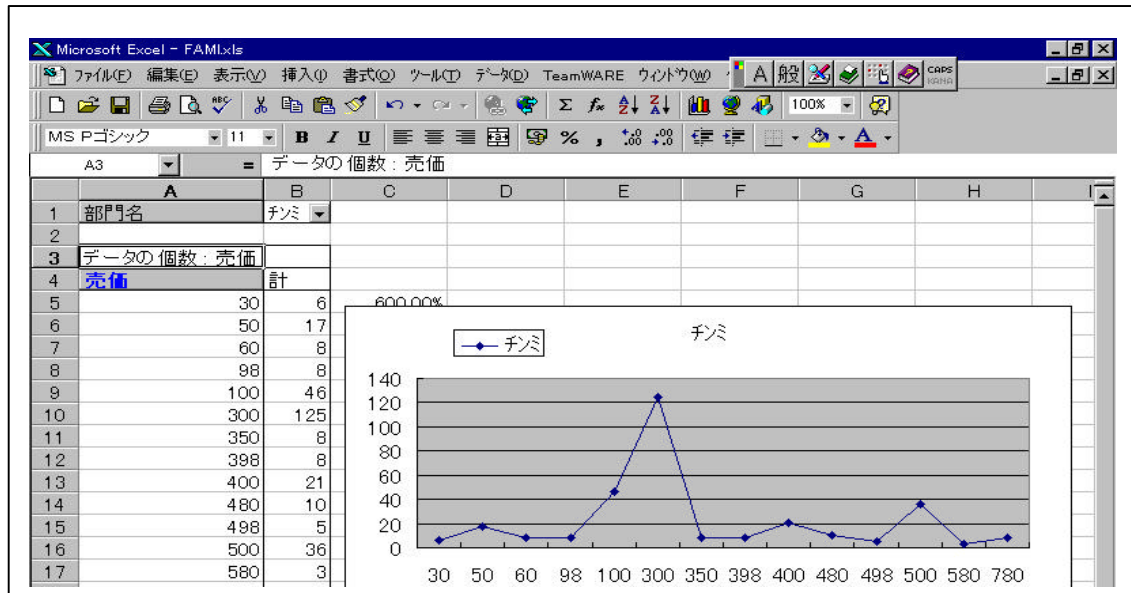 Microsoft Excel - FAMI.xls
ファイル(F) 編集(E) 表示(V) 挿入(I) 書式(O) ツール(T) データ(D) TeamWARE ウィンドウ(W) A 般 CAPS KANA
100%
MS Pゴシック 11 B I U % ,
A3 = データの個数 : 売価
A B C D E F G H I
1 部門名 チンミ
2
3 データの個数 : 売価
4 売価 計
5 30 6 600.00%
6 50 17
7 60 8
8 98 8
9 100 46
10 300 125
11 350 8
12 398 8
13 400 21
14 480 10
15 498 5
16 500 36
17 580 3
チンミ
チンミ
140
120
100
80
60
40
20
0
30 50 60 98 100 300 350 398 400 480 498 500 580 780